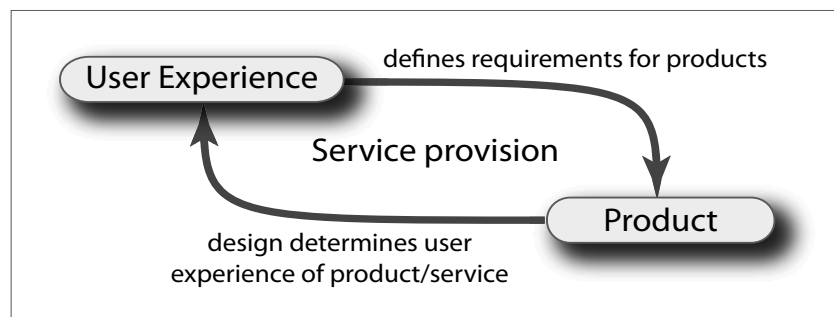 defines requirements for products
User Experience
Service provision
Product
design determines user
experience of product/service